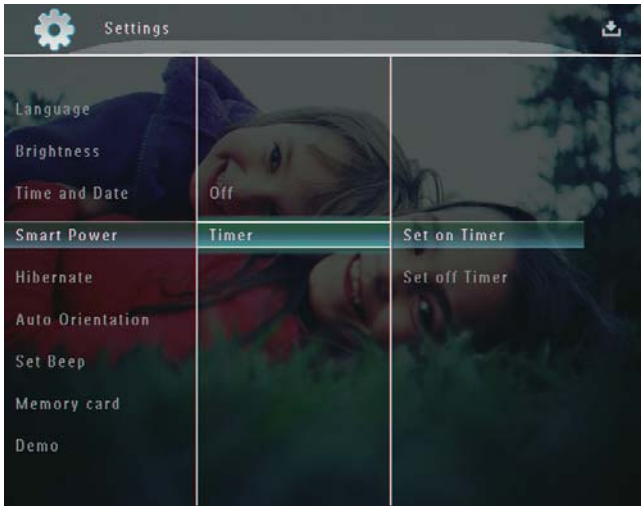 Settings
Language
Brightness
Time and Date
Off
Smart Power
Timer
Set on Timer
Hibernate
Set off Timer
Auto Orientation
Set Beep
Memory card
Demo